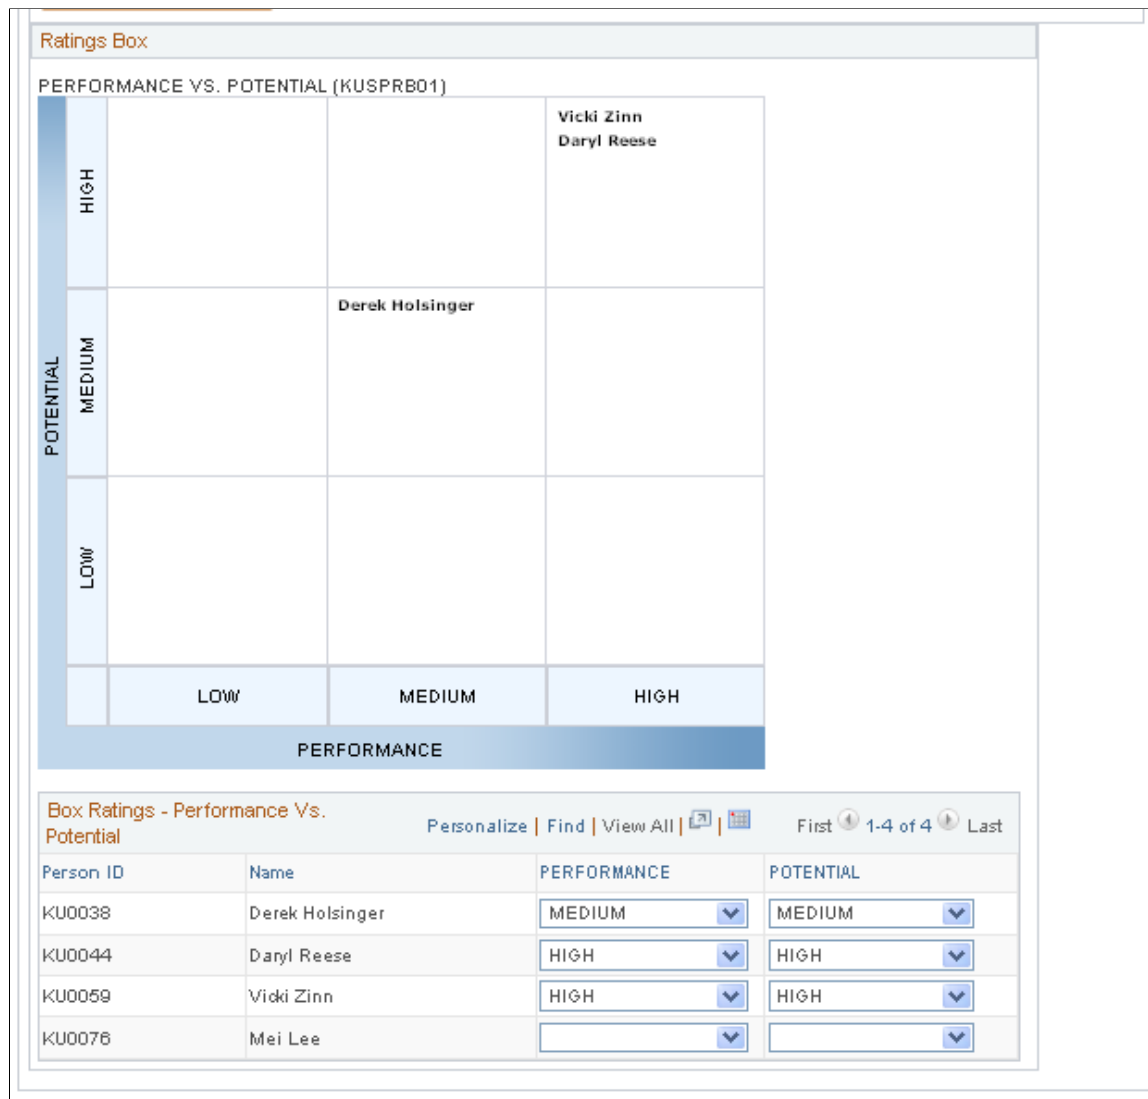 Ratings Box
PERFORMANCE VS. POTENTIAL (KUSPRB01)
Vicki Zinn
Daryl Reese
HIGH
Derek Holsinger
MEDIUM
POTENTIAL
LOW
LOW MEDIUM HIGH
PERFORMANCE
Box Ratings - Performance Vs.
Potential
Personalize | Find | View All | | First 1-4 of 4 Last
Person ID Name PERFORMANCE POTENTIAL
KU0038 Derek Holsinger MEDIUM MEDIUM
KU0044 Daryl Reese HIGH HIGH
KU0059 Vicki Zinn HIGH HIGH
KU0076 Mei Lee